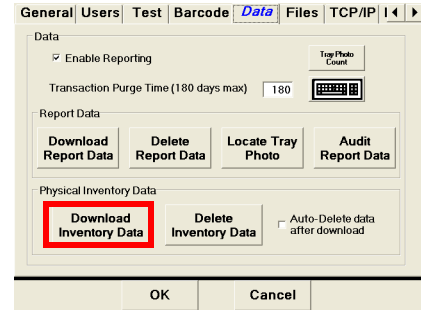 General Users Test Barcode Data Files TCP/IP
Data
Enable Reporting
Tray Photo
Count
Transaction Purge Time (180 days max) 180
Report Data
Download
Report Data
Delete
Report Data
Locate Tray
Photo
Audit
Report Data
Physical Inventory Data
Download
Inventory Data
Delete
Inventory Data
Auto-Delete data
after download
OK Cancel